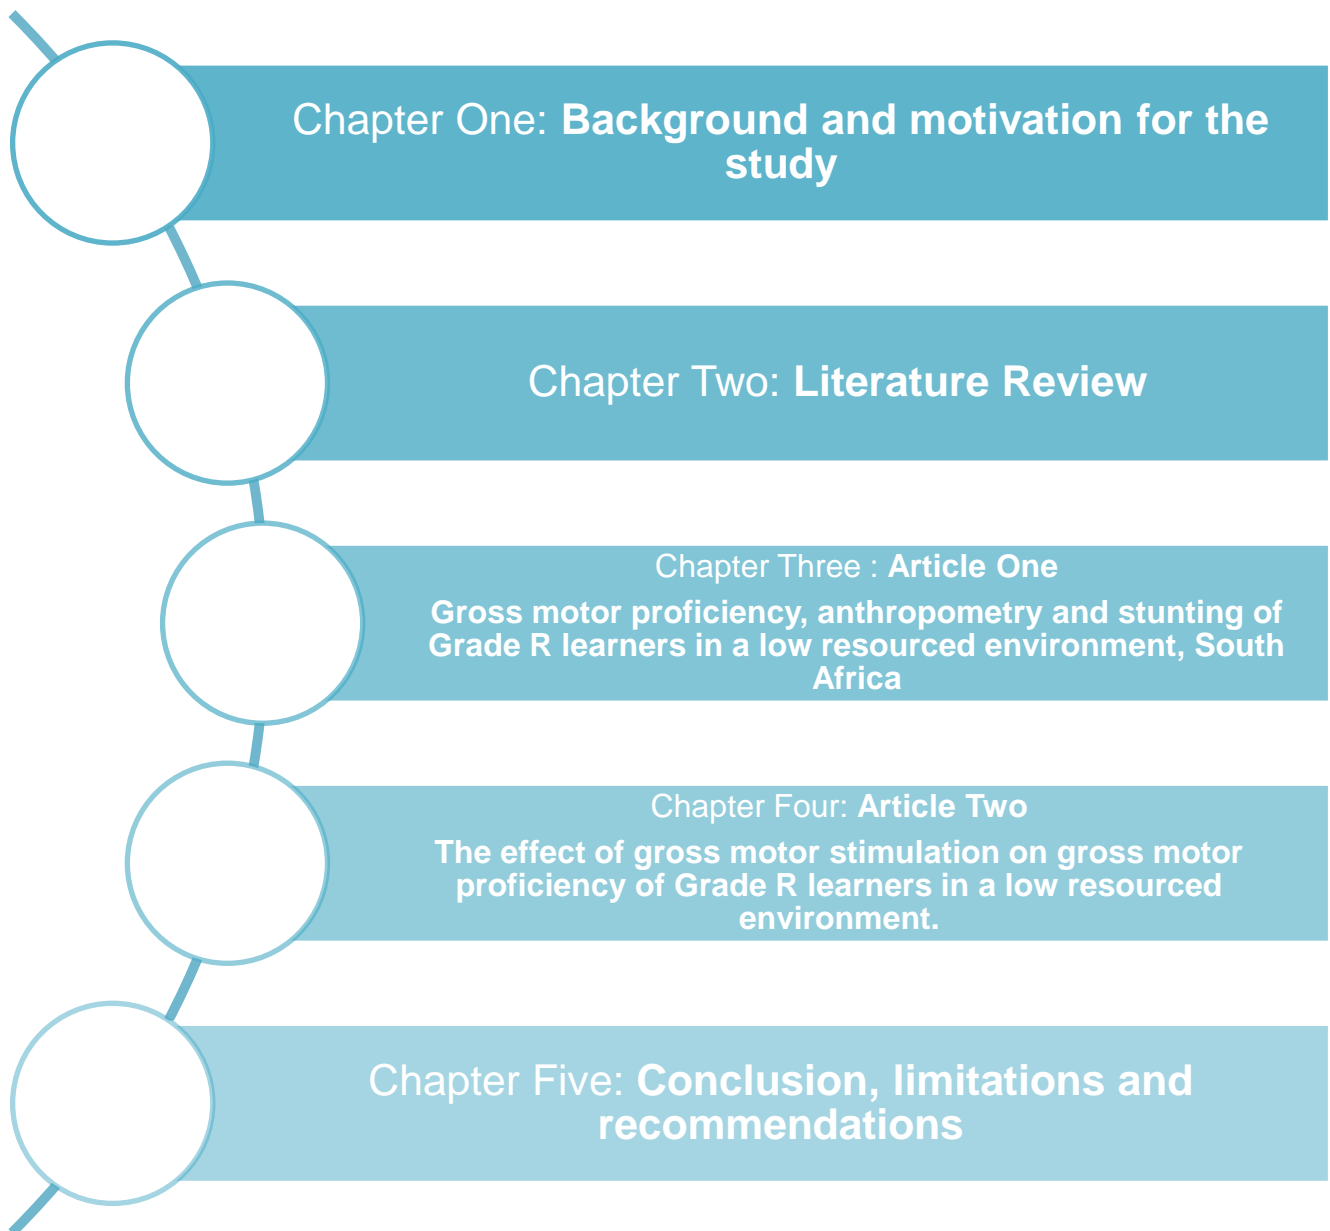 Chapter One: Background and motivation for the
study
Chapter Two: Literature Review
Chapter Three : Article One
Gross motor proficiency, anthropometry and stunting of
Grade R learners in a low resourced environment, South
Africa
Chapter Four: Article Two
The effect of gross motor stimulation on gross motor
proficiency of Grade R learners in a low resourced
environment.
Chapter Five: Conclusion, limitations and
recommendations